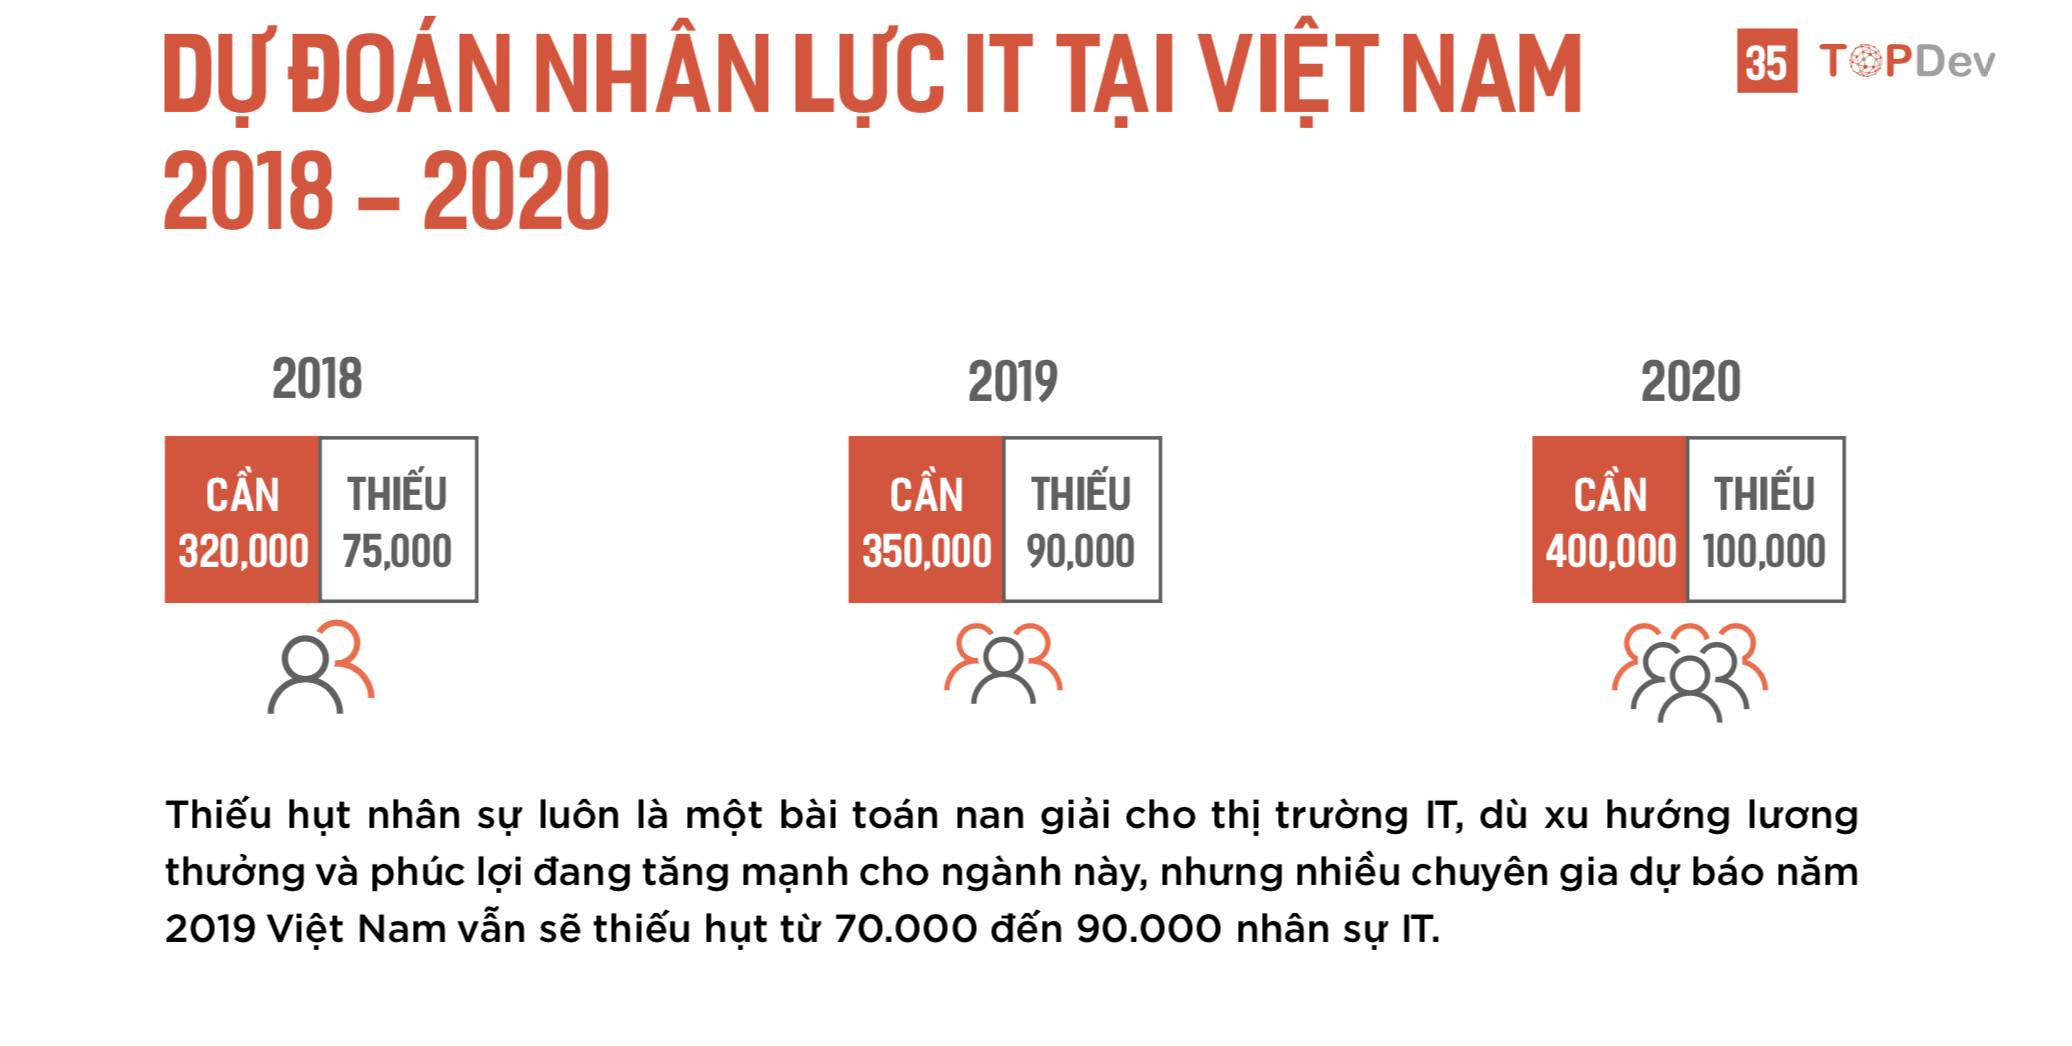 DỰ ĐOÁN NHÂN LỰC IT TẠI VIỆT NAM
2018 – 2020
35 TOPDev
2018
CẦN THIẾU
320,000 75,000
2019
CẦN THIẾU
350,000 90,000
2020
CẦN THIẾU
400,000 100,000
Thiếu hụt nhân sự luôn là một bài toán nan giải cho thị trường IT, dù xu hướng lương
thưởng và phúc lợi đang tăng mạnh cho ngành này, nhưng nhiều chuyên gia dự báo năm
2019 Việt Nam vẫn sẽ thiếu hụt từ 70.000 đến 90.000 nhân sự IT.